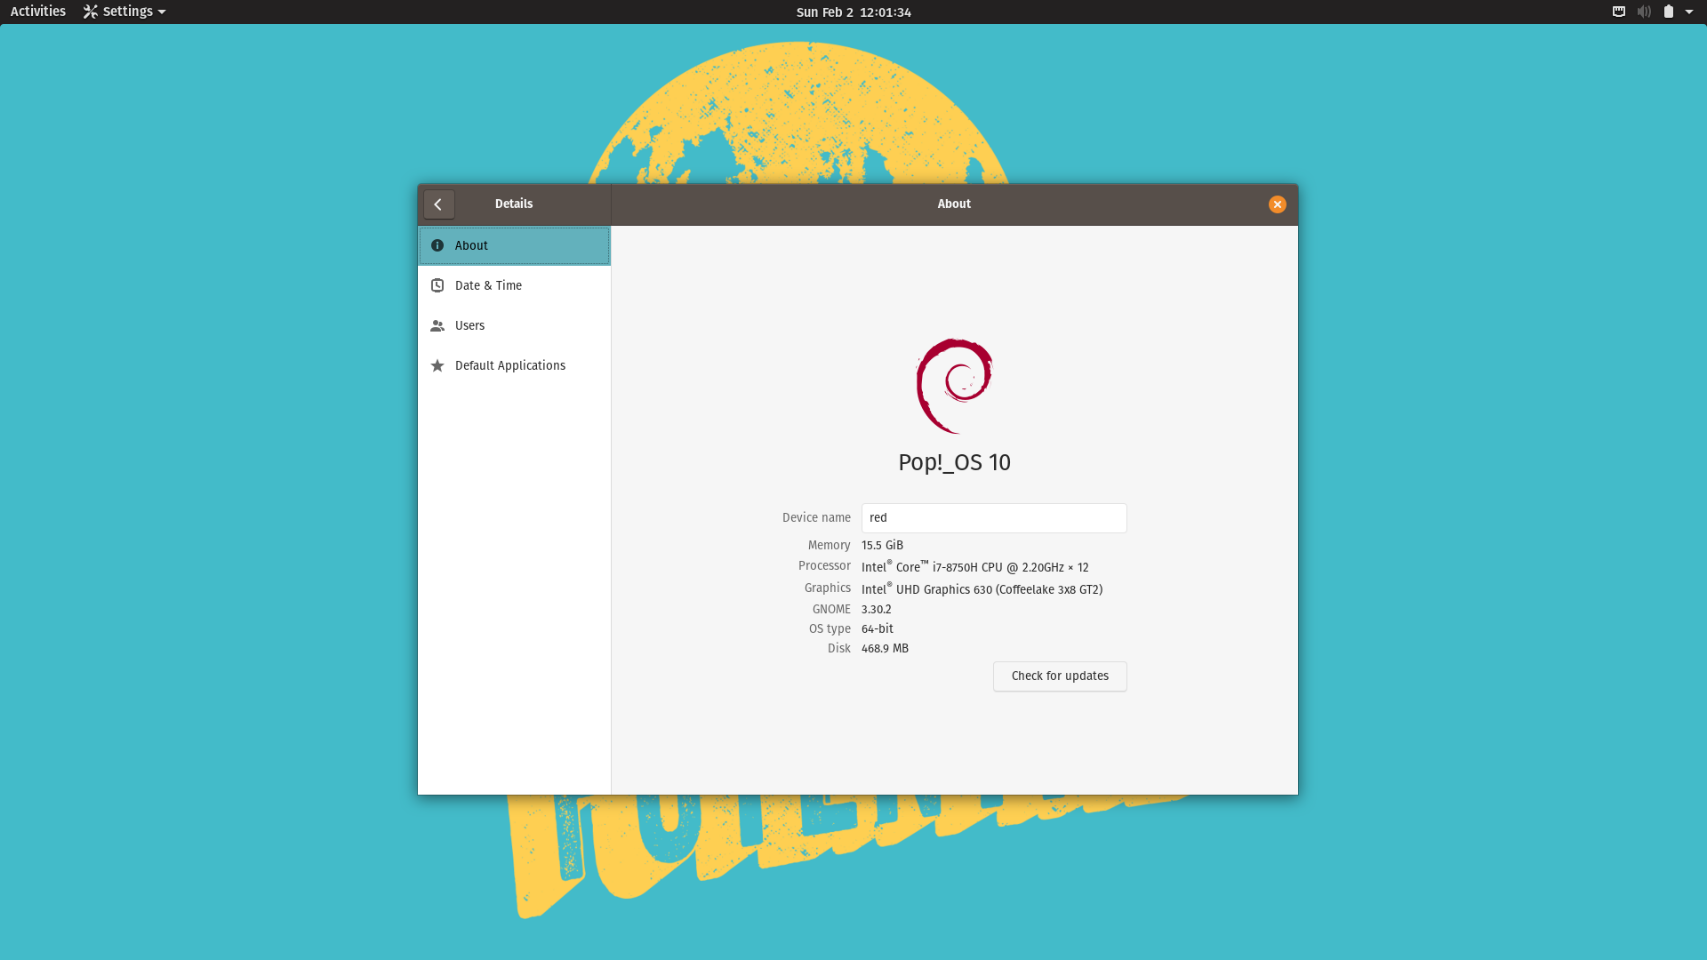 Activities Settings Sun Feb 2 12:01:34
Details About
About
Date & Time
Users
Default Applications
Pop!_OS 10
Device name red
Memory 15.5 GiB
Processor Intel® Core™ i7-8750H CPU @ 2.20GHz × 12
Graphics Intel® UHD Graphics 630 (Coffeelake 3x8 GT2)
GNOME 3.30.2
OS type 64-bit
Disk 468.9 MB
Check for updates